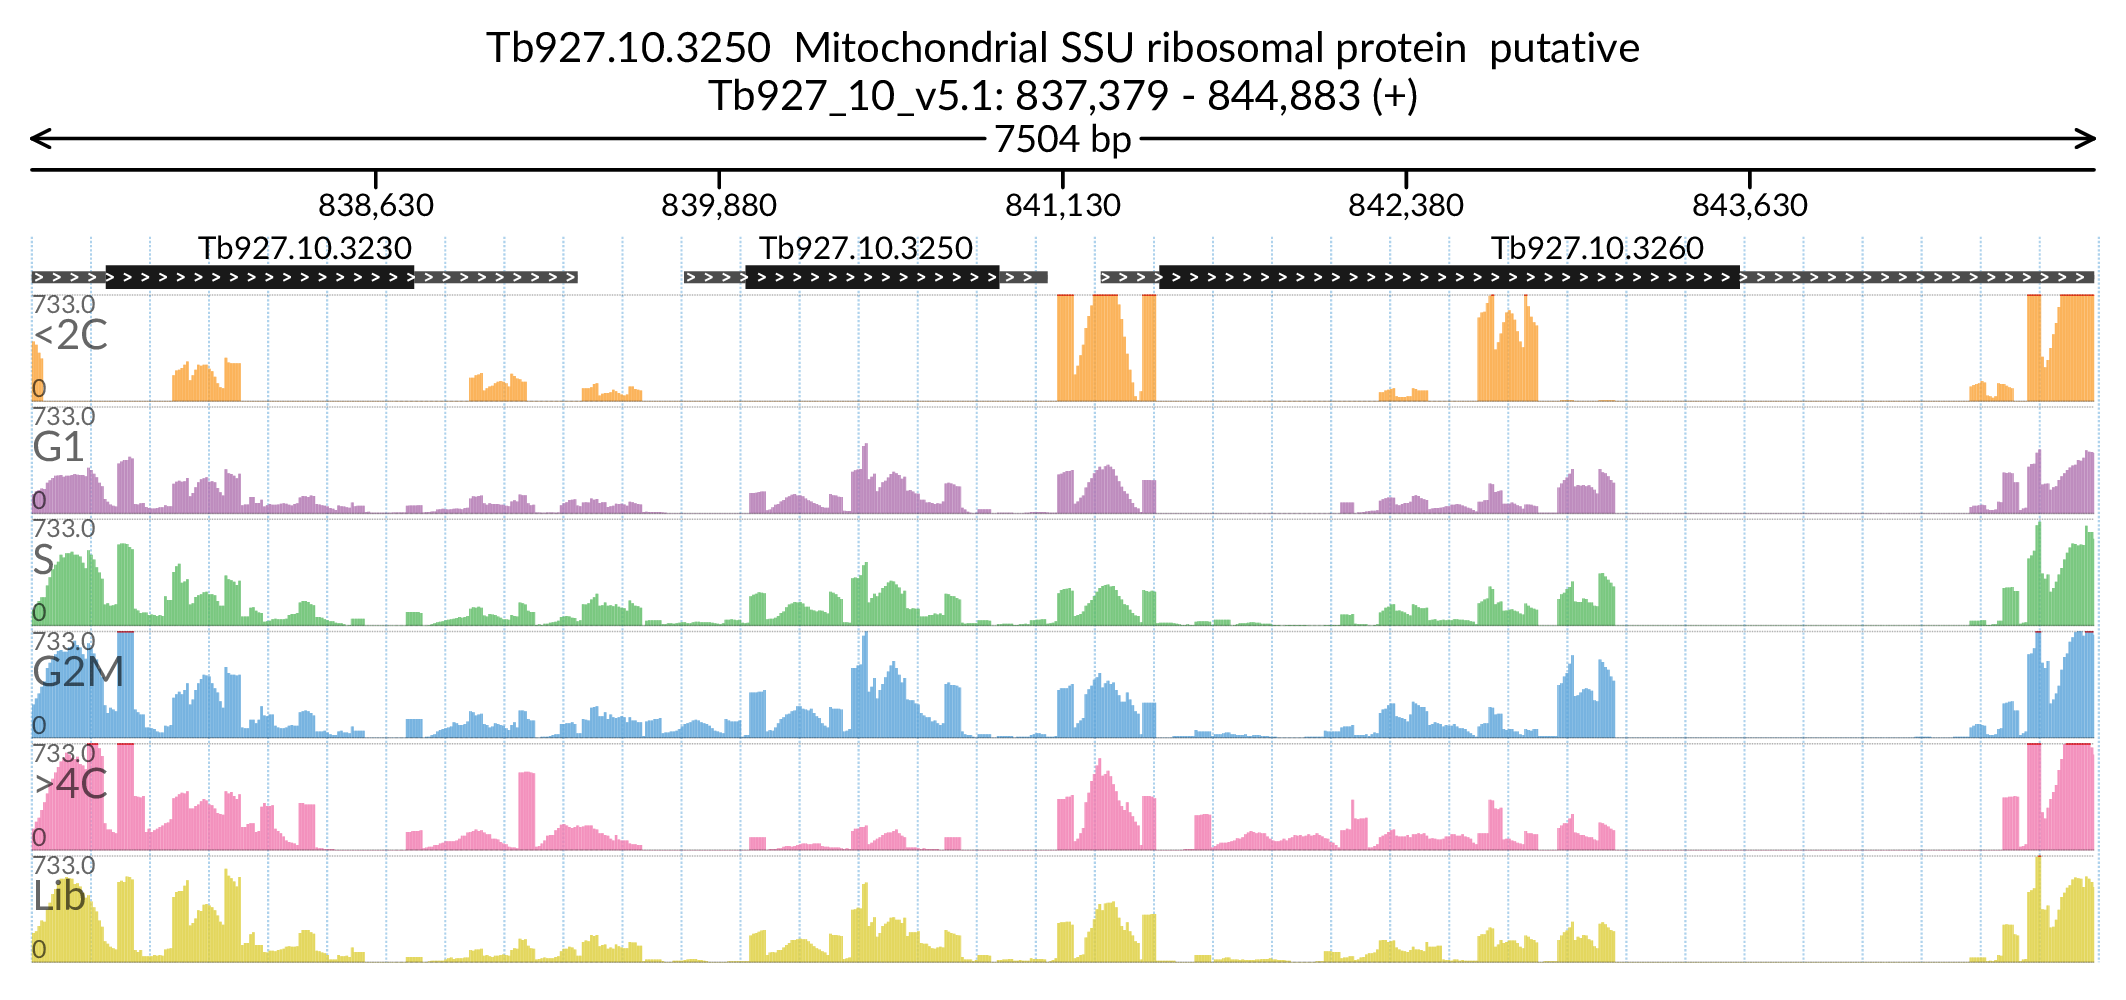 Tb927.10.3250  Mitochondrial SSU ribosomal protein  putative
Tb927_10_v5.1: 837,379 - 844,883 (+)
7504 bp
838,630 839,880 841,130 842,380 843,630
Tb927.10.3230 Tb927.10.3250 Tb927.10.3260
733.0
<2C
0
733.0
G1
0
733.0
S
0
733.0
G2M
0
733.0
>4C
0
733.0
Lib
0